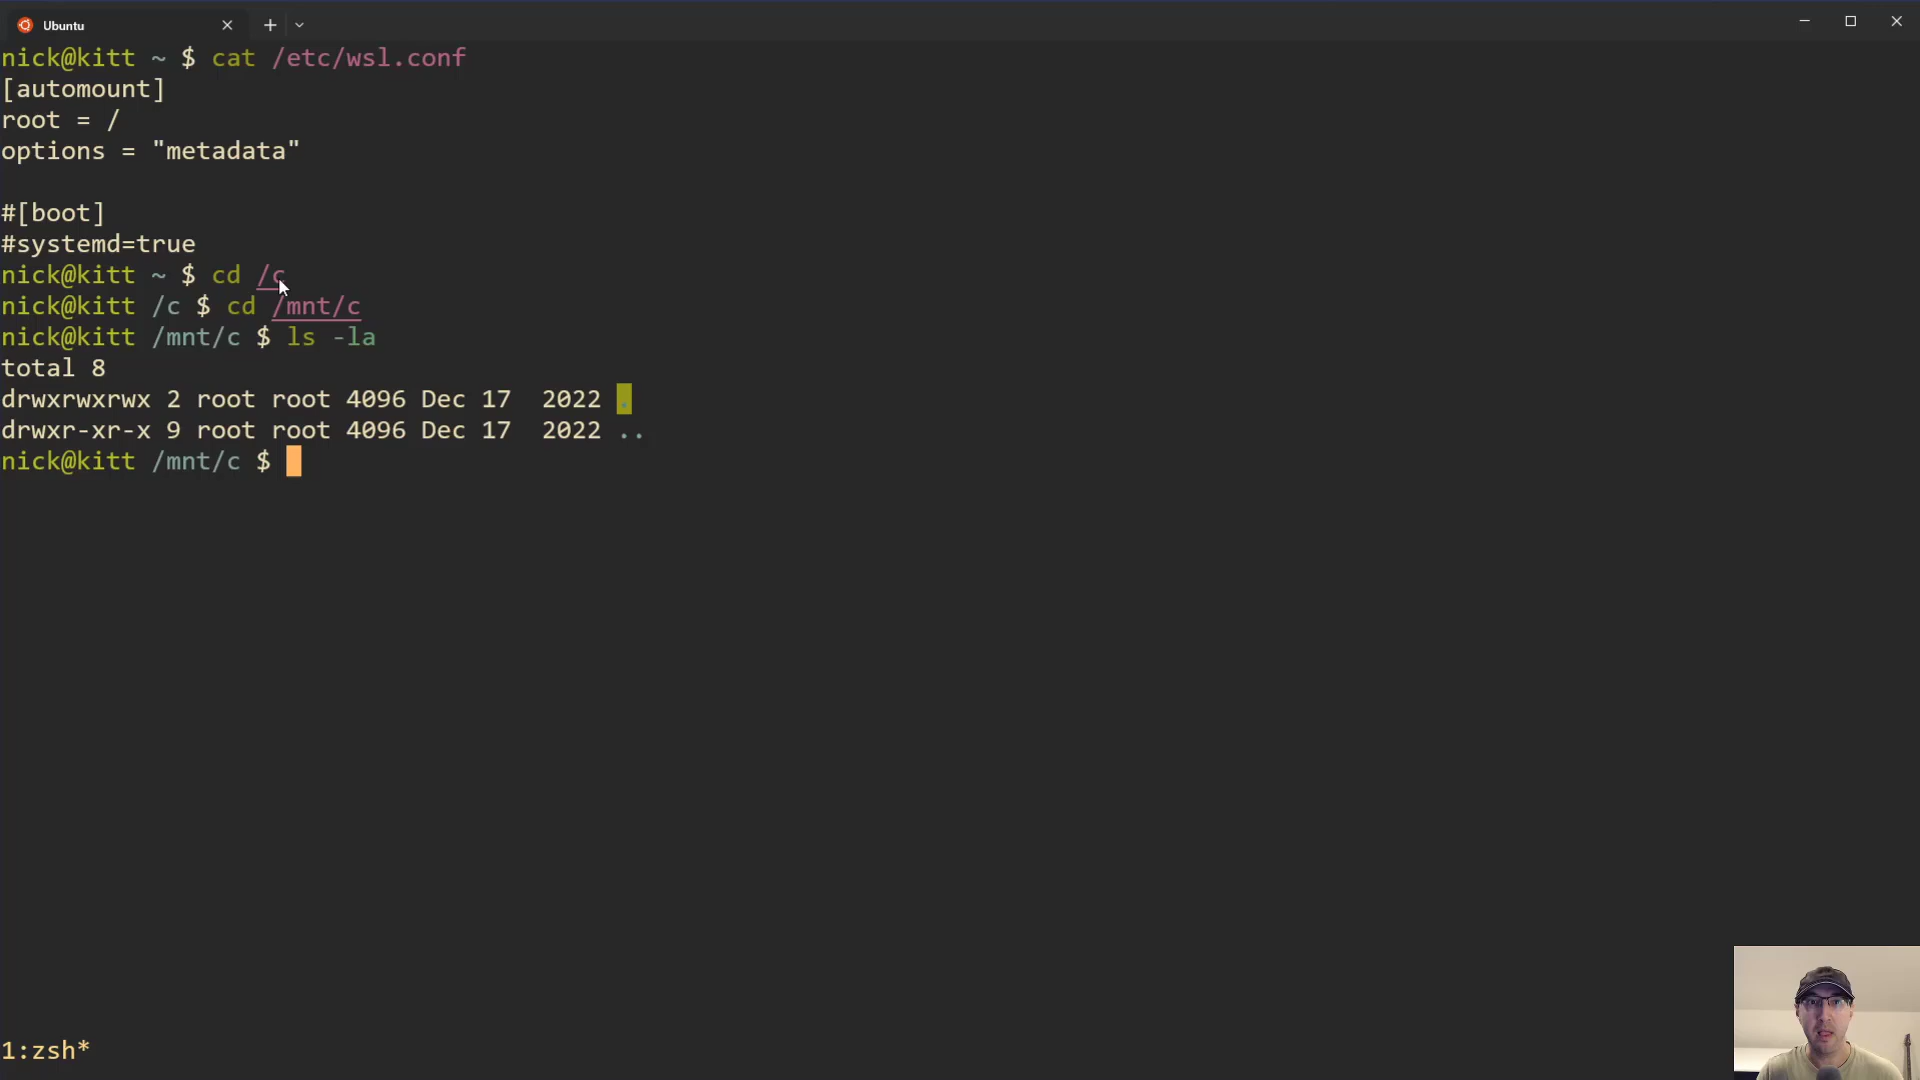 Ubuntu
nick@kitt ~ $ cat /etc/wsl.conf
[automount]
root = /
options = "metadata"
#[boot]
#systemd=true
nick@kitt ~ $ cd /c
nick@kitt /c $ cd /mnt/c
nick@kitt /mnt/c $ ls -la
total 8
drwxrwxrwx 2 root root 4096 Dec 17  2022 .
drwxr-xr-x 9 root root 4096 Dec 17  2022 ..
nick@kitt /mnt/c $
1:zsh*